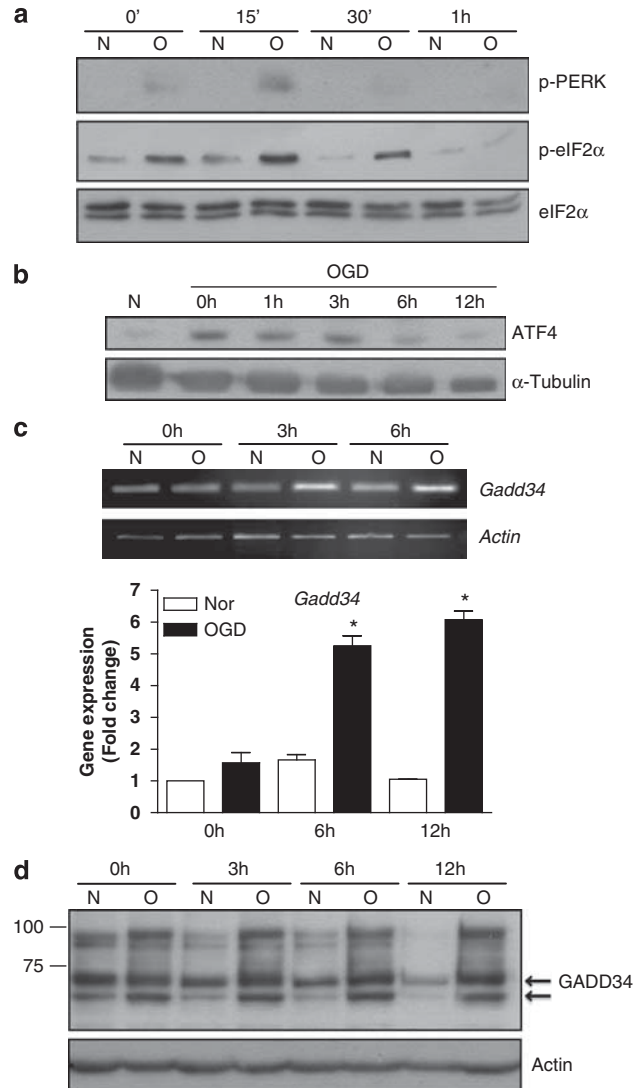 a
0' 15' 30' 1h
N O N O N O N O
p-PERK
p-eIF2α
eIF2α
b
OGD
N 0h 1h 3h 6h 12h
ATF4
α-Tubulin
c
0h 3h 6h
N O N O N O
Gadd34
Actin
Gadd34
Nor
OGD
Gene expression
(Fold change)
7
6
5
4
3
2
1
0
* *
0h 6h 12h
d
0h 3h 6h 12h
N O N O N O N O
100
75
GADD34
Actin